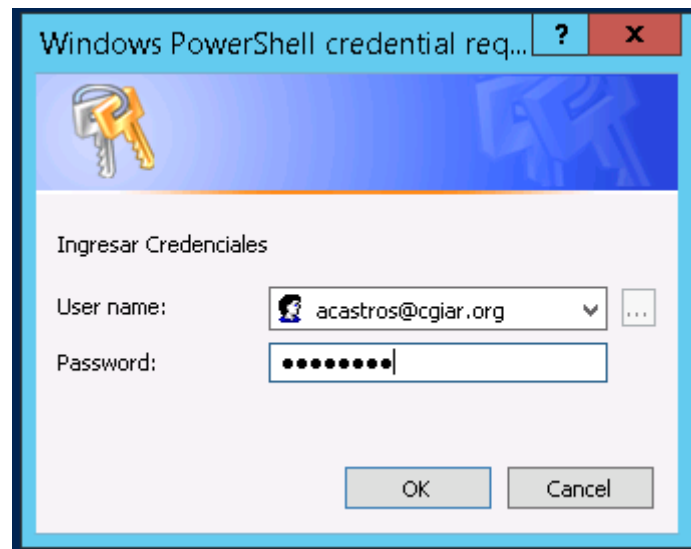 Windows PowerShell credential req...
?
x
Ingresar Credenciales
User name:
acastros@cgiar.org
...
Password:
●●●●●●●●
OK
Cancel